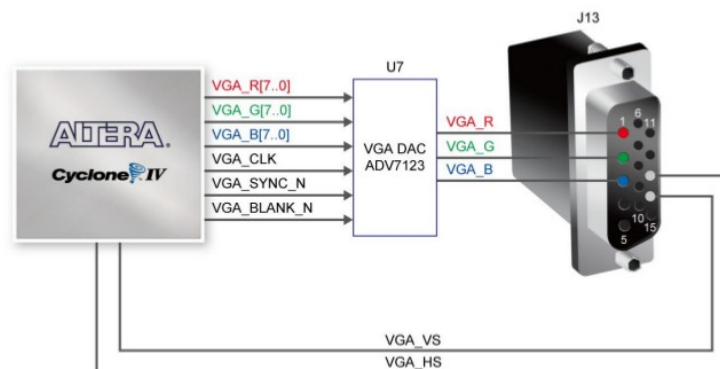 J13
U7
ALTERA®
Cyclone IV
VGA_R[7..0]
VGA_G[7..0]
VGA_B[7..0]
VGA_CLK
VGA_SYNC_N
VGA_BLANK_N
VGA DAC
ADV7123
VGA_R
VGA_G
VGA_B
1
6
11
5
10
15
VGA_VS
VGA_HS